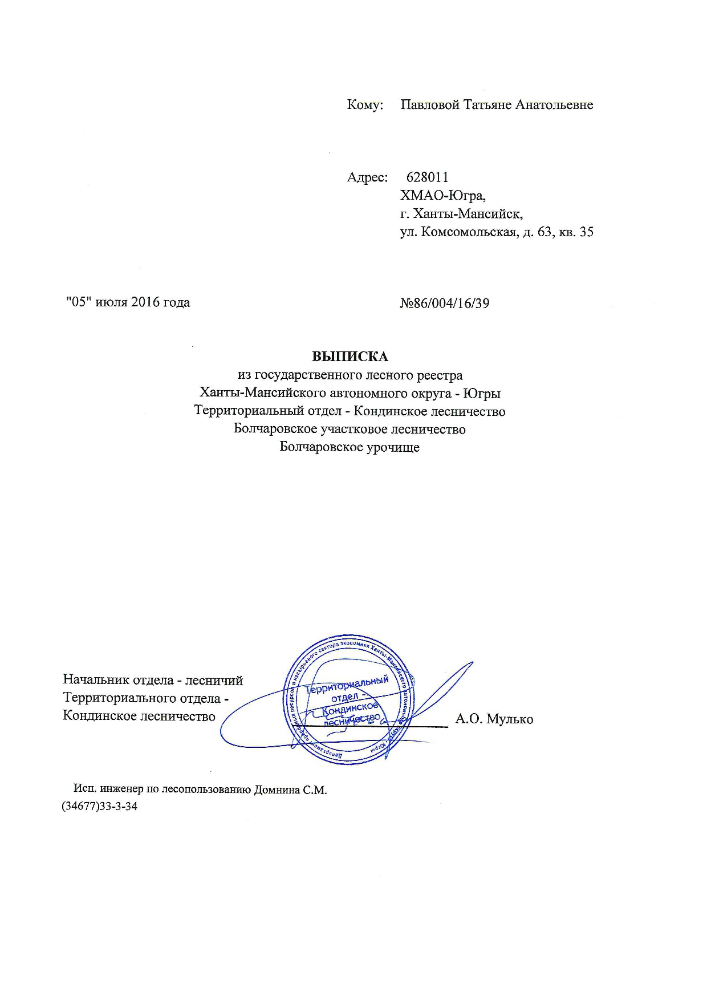 Кому: Павловой Татьяне Анатольевне
Адрес: 628011
ХМАО-Югра,
г. Ханты-Мансийск,
ул. Комсомольская, д. 63, кв. 35
"05" июля 2016 года №86/004/16/39
ВЫПИСКА
из государственного лесного реестра
Ханты-Мансийского автономного округа - Югры
Территориальный отдел - Кондинское лесничество
Болчаровское участковое лесничество
Болчаровское урочище
Начальник отдела - лесничий
Территориального отдела -
Кондинское лесничество
А.О. Мулько
Департамент природных ресурсов и несырьевого сектора экономики Ханты-Мансийского автономного округа - Югры
Территориальный
отдел -
Кондинское
лесничество
Исп. инженер по лесопользованию Домнина С.М.
(34677)33-3-34